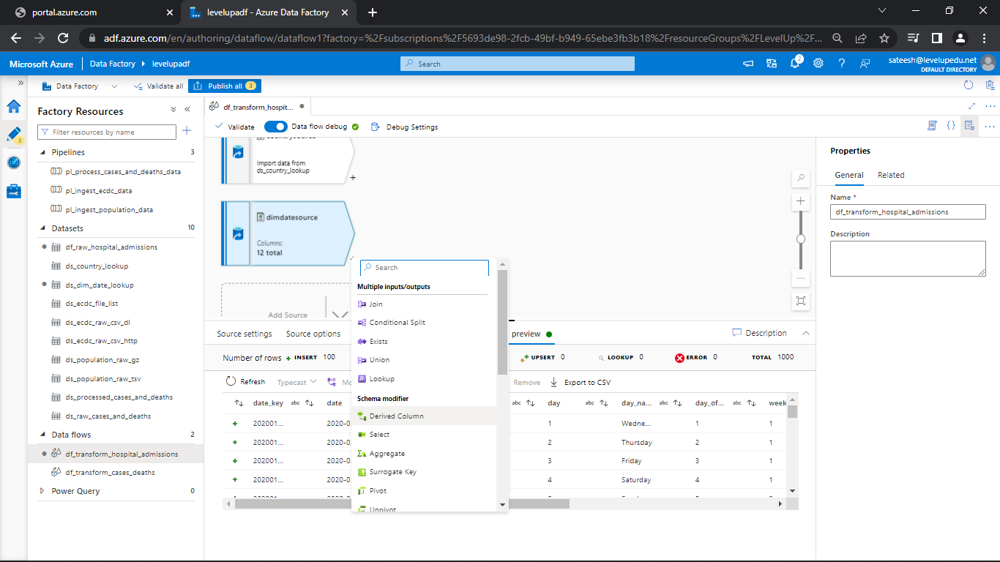 portal.azure.com
levelupadf - Azure Data Factory
adf.azure.com/en/authoring/dataflow/dataflow1?factory=%2Fsubscriptions%2F5693de98-2fcb-49bf-b949-65ebe3fb3b18%2FresourceGroups%2FLevelUp%2F...
Microsoft Azure
Data Factory
levelupadf
Search
2
sateesh@levelupedu.net
DEFAULT DIRECTORY
Data Factory
Validate all
Publish all 3
3
Factory Resources
Filter resources by name
Pipelines 3
pl_process_cases_and_deaths_data
pl_ingest_ecdc_data
pl_ingest_population_data
Datasets 10
df_raw_hospital_admissions
ds_country_lookup
ds_dim_date_lookup
ds_ecdc_file_list
ds_ecdc_raw_csv_dl
ds_ecdc_raw_csv_http
ds_population_raw_gz
ds_population_raw_tsv
ds_processed_cases_and_deaths
ds_raw_cases_and_deaths
Data flows 2
df_transform_hospital_admissions
df_transform_cases_deaths
Power Query 0
df_transform_hospit...
Validate
Data flow debug
Debug Settings
countrysource
Import data from
ds_country_lookup
dimdatesource
Columns:
12 total
Add Source
Search
Multiple inputs/outputs
Join
Conditional Split
Exists
Union
Lookup
Schema modifier
Derived Column
Select
Aggregate
Surrogate Key
Pivot
Unpivot
Source settings
Source options
preview
Description
Number of rows
INSERT 100
UPSERT 0
LOOKUP 0
ERROR 0
TOTAL 1000
Refresh
Typecast
Mo
Remove
Export to CSV
date_key abc date abc day abc day_na... abc day_of... abc week
202001... 2020-0 1 Wedne... 1 1
202001... 2020-0 2 Thursday 2 1
202001... 2020-0 3 Friday 3 1
202001... 2020-0 4 Saturday 4 1
Properties
General
Related
Name *
df_transform_hospital_admissions
Description